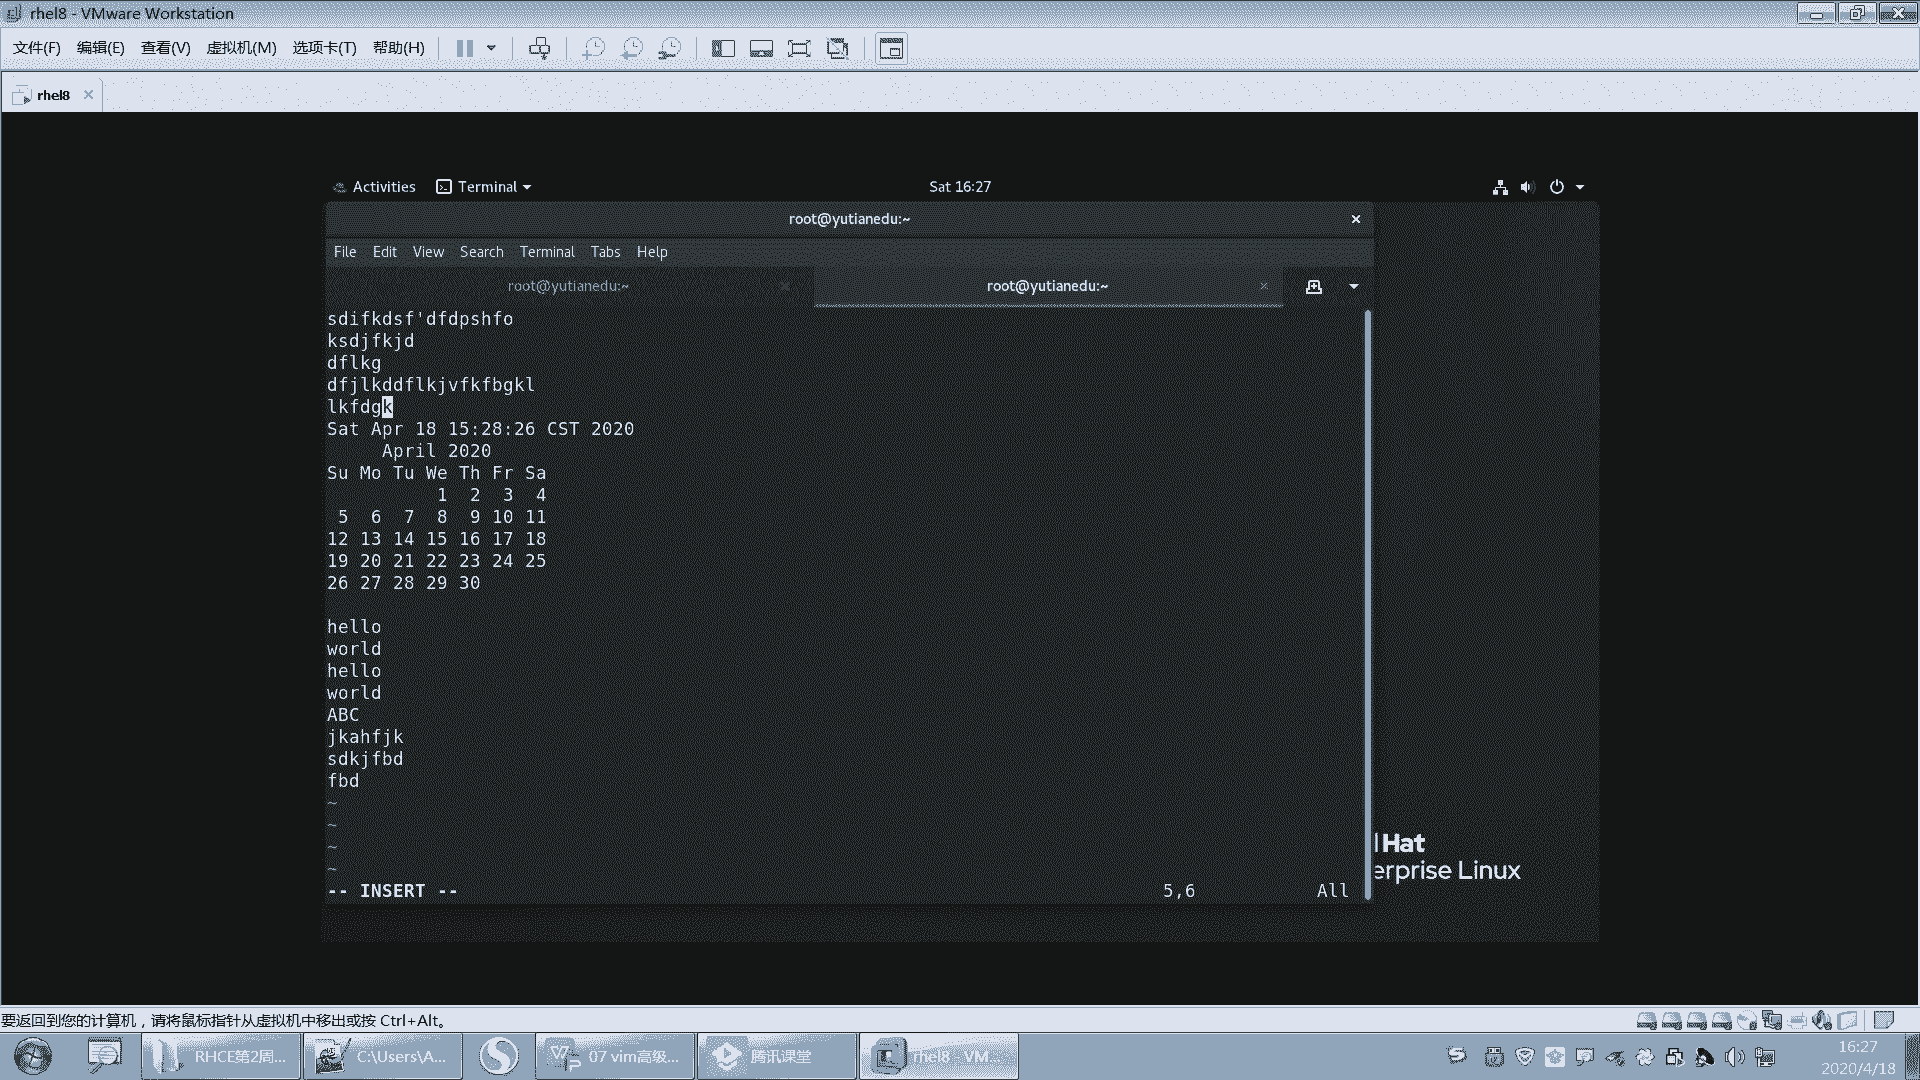 rhel8 - VMware Workstation
文件(F) 编辑(E) 查看(V) 虚拟机(M) 选项卡(T) 帮助(H)
rhel8
Activities Terminal Sat 16:27
root@yutianedu:~
File Edit View Search Terminal Tabs Help
root@yutianedu:~ root@yutianedu:~
sdifkdsf'dfdpshfo
ksdjfkjd
dflkg
dfjlkddflkjvfkfbgkl
lkfdgk
Sat Apr 18 15:28:26 CST 2020
April 2020
Su Mo Tu We Th Fr Sa
1 2 3 4
5 6 7 8 9 10 11
12 13 14 15 16 17 18
19 20 21 22 23 24 25
26 27 28 29 30
hello
world
hello
world
ABC
jkahfjk
sdkjfbd
fbd
~
~
~
~
-- INSERT -- 5,6 All
Hat
erprise Linux
要返回到您的计算机，请将鼠标指针从虚拟机中移出或按 Ctrl+Alt。
RHCE第2周... C:\Users\A... 07 vim高级... 腾讯课堂 rhel8 - VM...
16:27
2020/4/18